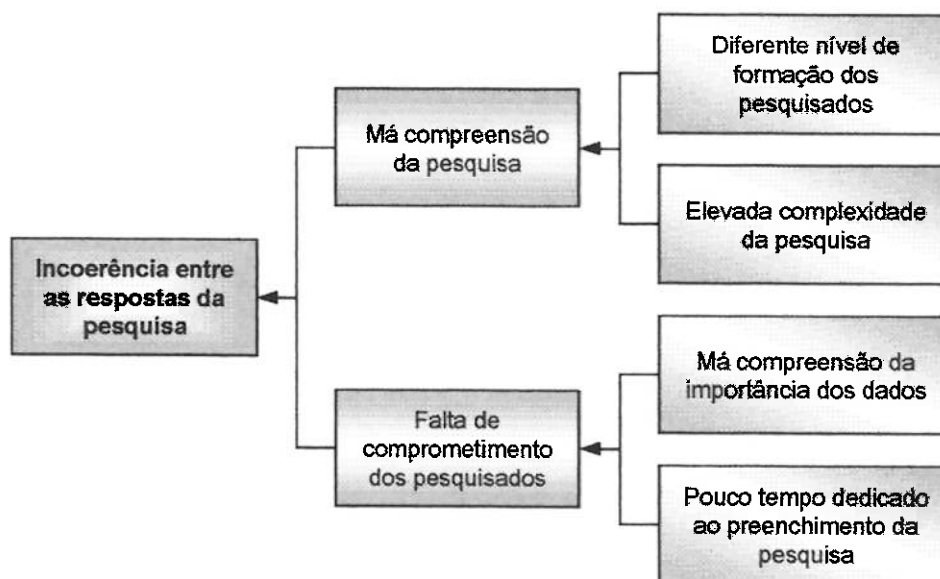 Diferente nível de
formação dos
pesquisados
Má compreensão
da pesquisa
Elevada complexidade
da pesquisa
Incoerência entre
as respostas da
pesquisa
Má compreensão da
importância dos dados
Falta de
comprometimento
dos pesquisados
Pouco tempo dedicado
ao preenchimento da
pesquisa